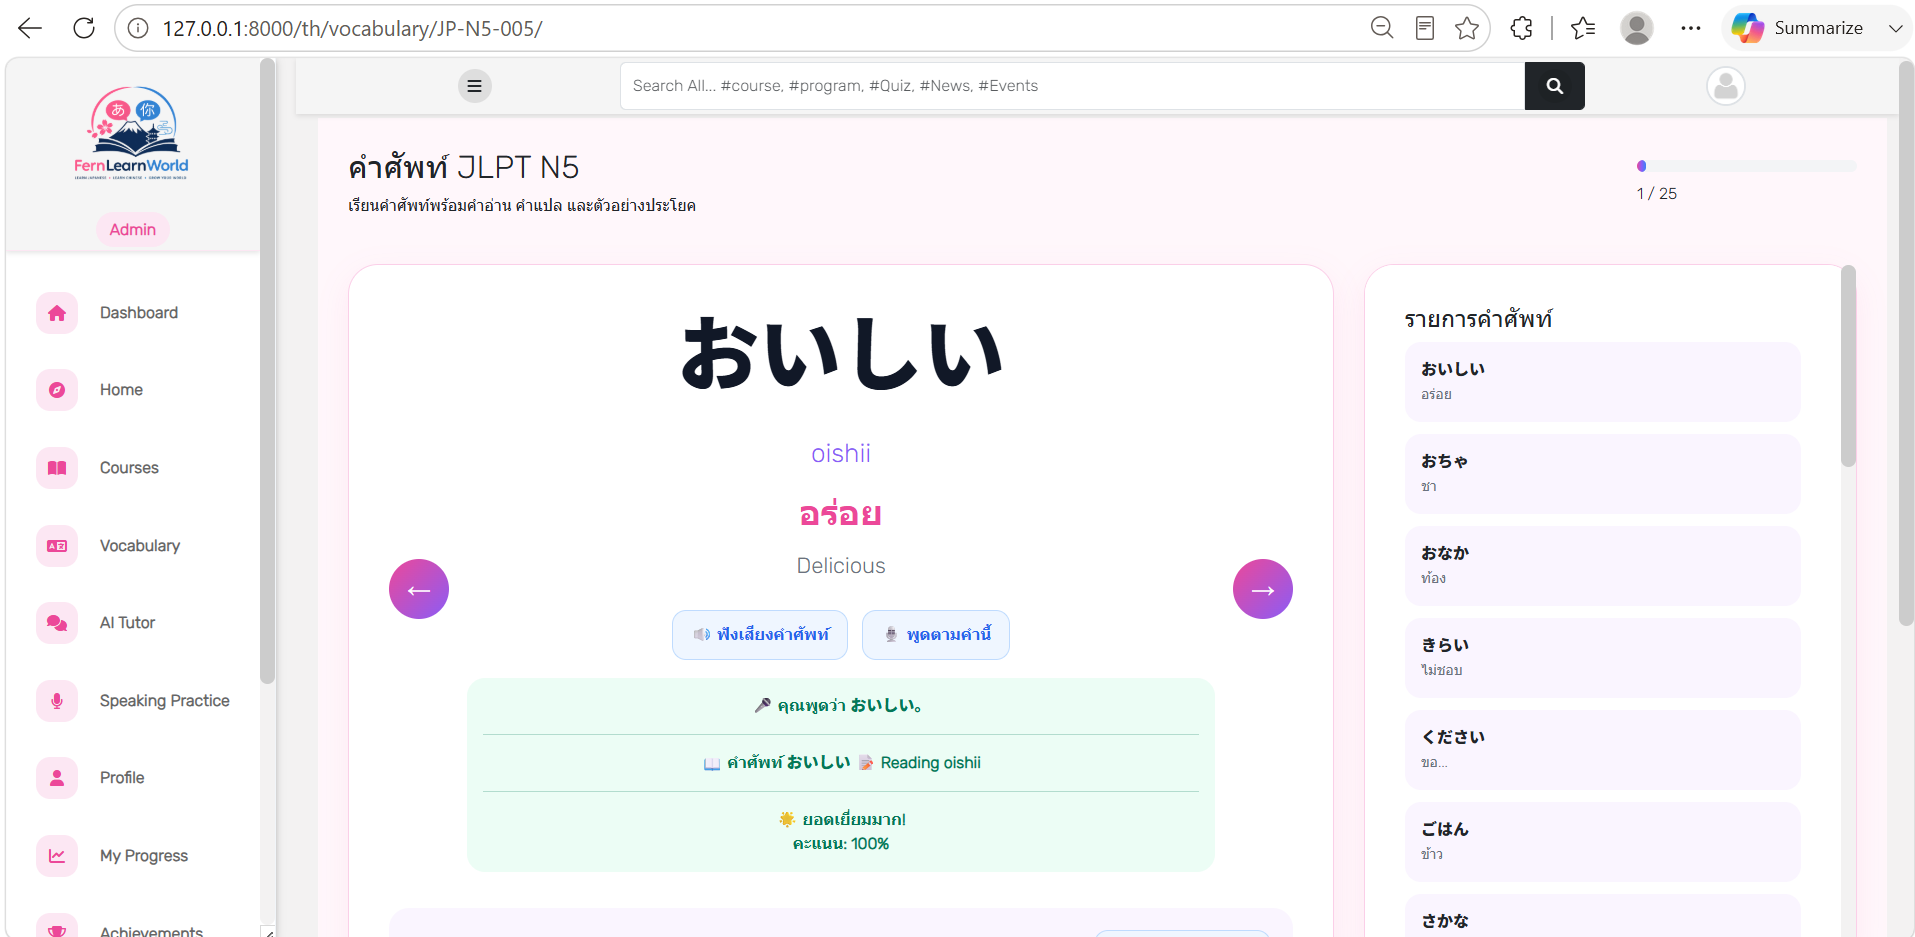 127.0.0.1:8000/th/vocabulary/JP-N5-005/
Summarize
あ 你
FernLearnWorld
LEARN JAPANESE • LEARN CHINESE • GROW YOUR WORLD
Admin
Dashboard
Home
Courses
Vocabulary
AI Tutor
Speaking Practice
Profile
My Progress
Achievements
Search All... #course, #program, #Quiz, #News, #Events
คำศัพท์ JLPT N5
เรียนคำศัพท์พร้อมคำอ่าน คำแปล และตัวอย่างประโยค
1 / 25
おいしい
oishii
อร่อย
Delicious
← →
🔊 ฟังเสียงคำศัพท์
🎙️ พูดตามคำนี้
🎤 คุณพูดว่า おいしい。
📖 คำศัพท์ おいしい 📝 Reading oishii
🌟 ยอดเยี่ยมมาก!
คะแนน: 100%
รายการคำศัพท์
おいしい
อร่อย
おちゃ
ชา
おなか
ท้อง
きらい
ไม่ชอบ
ください
ขอ...
ごはん
ข้าว
さかな